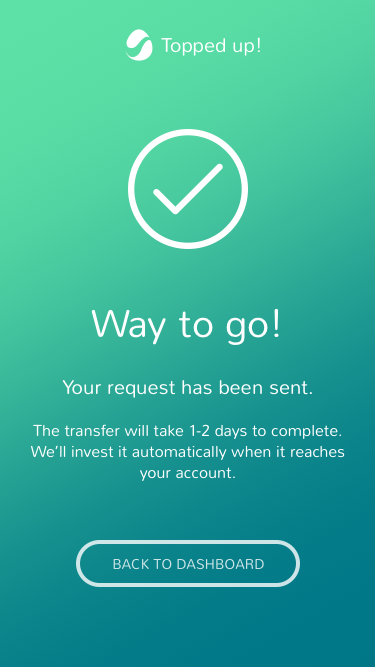 Topped up!
Way to go!
Your request has been sent.
The transfer will take 1-2 days to complete.
We'll invest it automatically when it reaches
your account.
BACK TO DASHBOARD